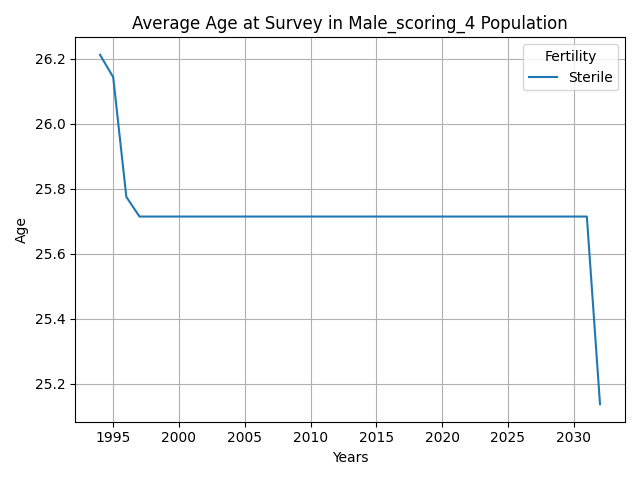 Average Age at Survey in Male_scoring_4 Population
Fertility
Sterile
Age
26.2
26.0
25.8
25.6
25.4
25.2
1995 2000 2005 2010 2015 2020 2025 2030
Years